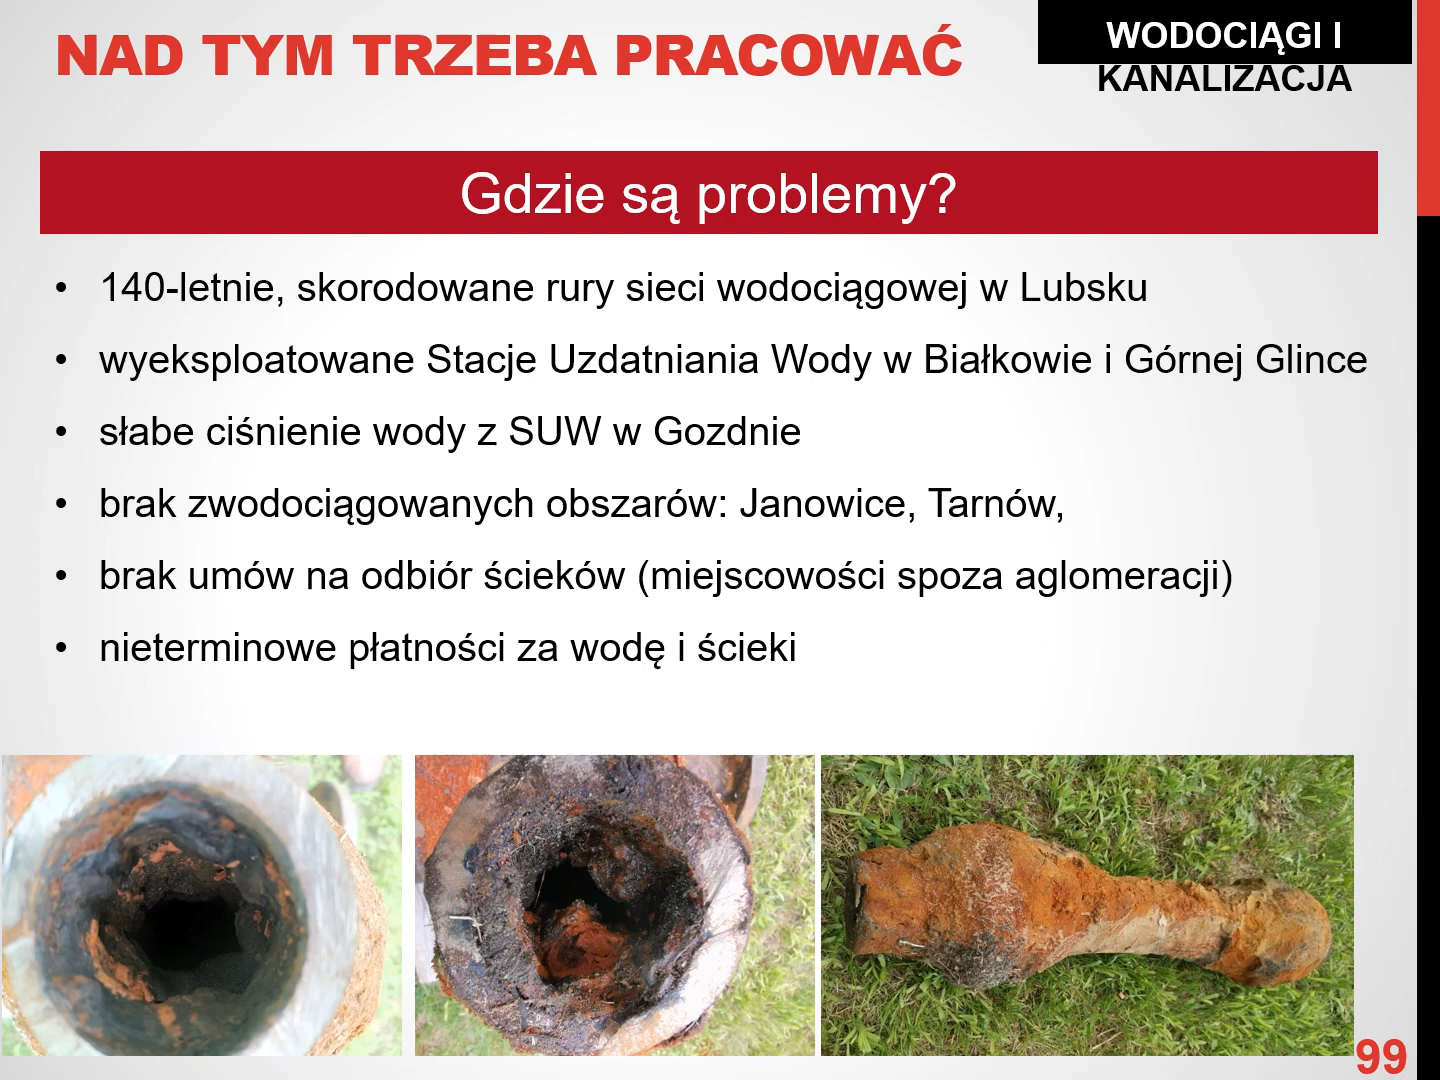 NAD TYM TRZEBA PRACOWAĆ
WODOCIĄGI I
KANALIZACJA
Gdzie są problemy?
• 140-letnie, skorodowane rury sieci wodociągowej w Lubsku
• wyeksploatowane Stacje Uzdatniania Wody w Białkowie i Górnej Glince
• słabe ciśnienie wody z SUW w Gozdnie
• brak zwodociągowanych obszarów: Janowice, Tarnów,
• brak umów na odbiór ścieków (miejscowości spoza aglomeracji)
• nieterminowe płatności za wodę i ścieki
99